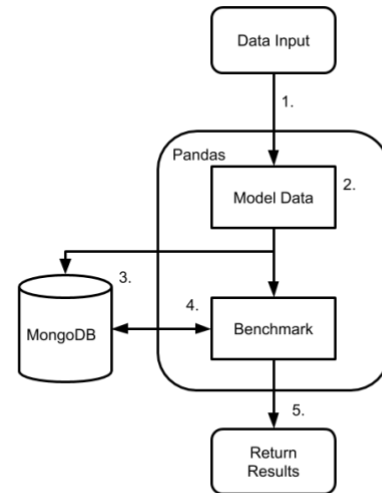 Data Input
1.
Pandas
Model Data
2.
3.
MongoDB
4.
Benchmark
5.
Return
Results